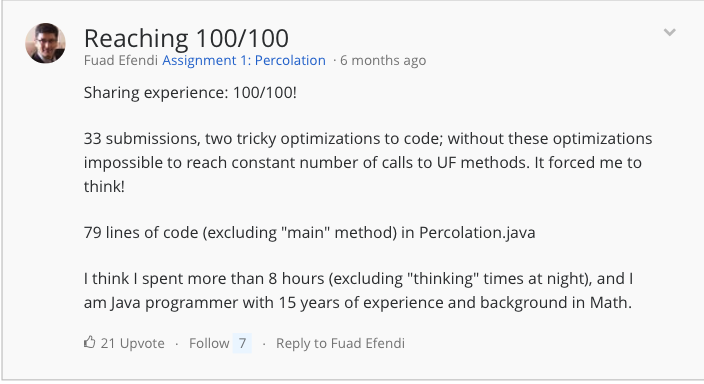 Reaching 100/100
Fuad Efendi Assignment 1: Percolation · 6 months ago
Sharing experience: 100/100!
33 submissions, two tricky optimizations to code; without these optimizations
impossible to reach constant number of calls to UF methods. It forced me to
think!
79 lines of code (excluding "main" method) in Percolation.java
I think I spent more than 8 hours (excluding "thinking" times at night), and I
am Java programmer with 15 years of experience and background in Math.
21 Upvote · Follow 7 · Reply to Fuad Efendi